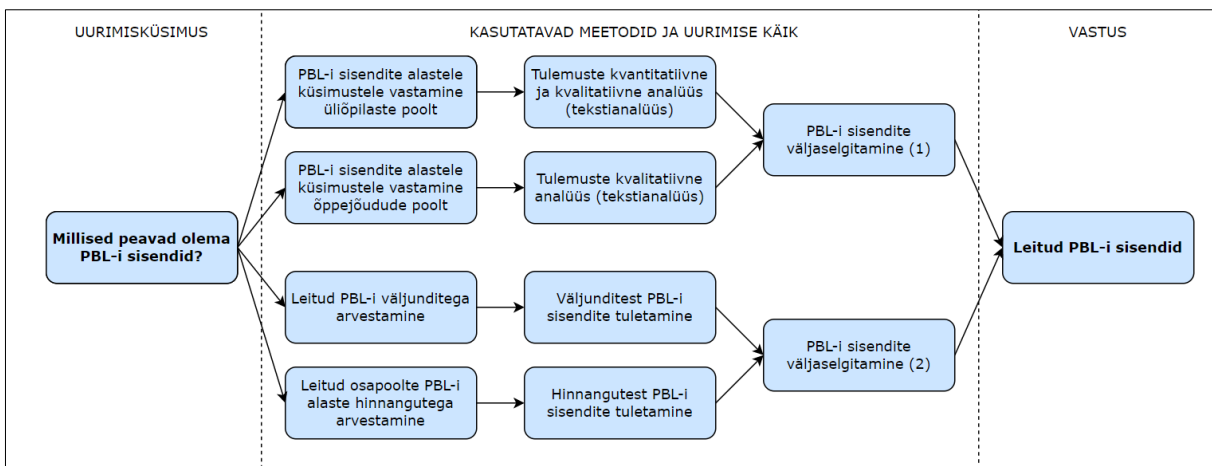 UURIMISKÜSIMUS
KASUTATAVAD MEETODID JA UURIMISE KÄIK
VASTUS
Millised peavad olema
PBL-i sisendid?
PBL-i sisendite alastele
küsimustele vastamine
üliõpilaste poolt
Tulemuste kvantitatiivne
ja kvalitatiivne analüüs
(tekstianalüüs)
PBL-i sisendite alastele
küsimustele vastamine
õppejõudude poolt
Tulemuste kvalitatiivne
analüüs (tekstianalüüs)
PBL-i sisendite
väljaselgitamine (1)
Leitud PBL-i väljunditega
arvestamine
Väljunditest PBL-i
sisendite tuletamine
Leitud osapoolte PBL-i
alaste hinnangutega
arvestamine
Hinnangutest PBL-i
sisendite tuletamine
PBL-i sisendite
väljaselgitamine (2)
Leitud PBL-i sisendid